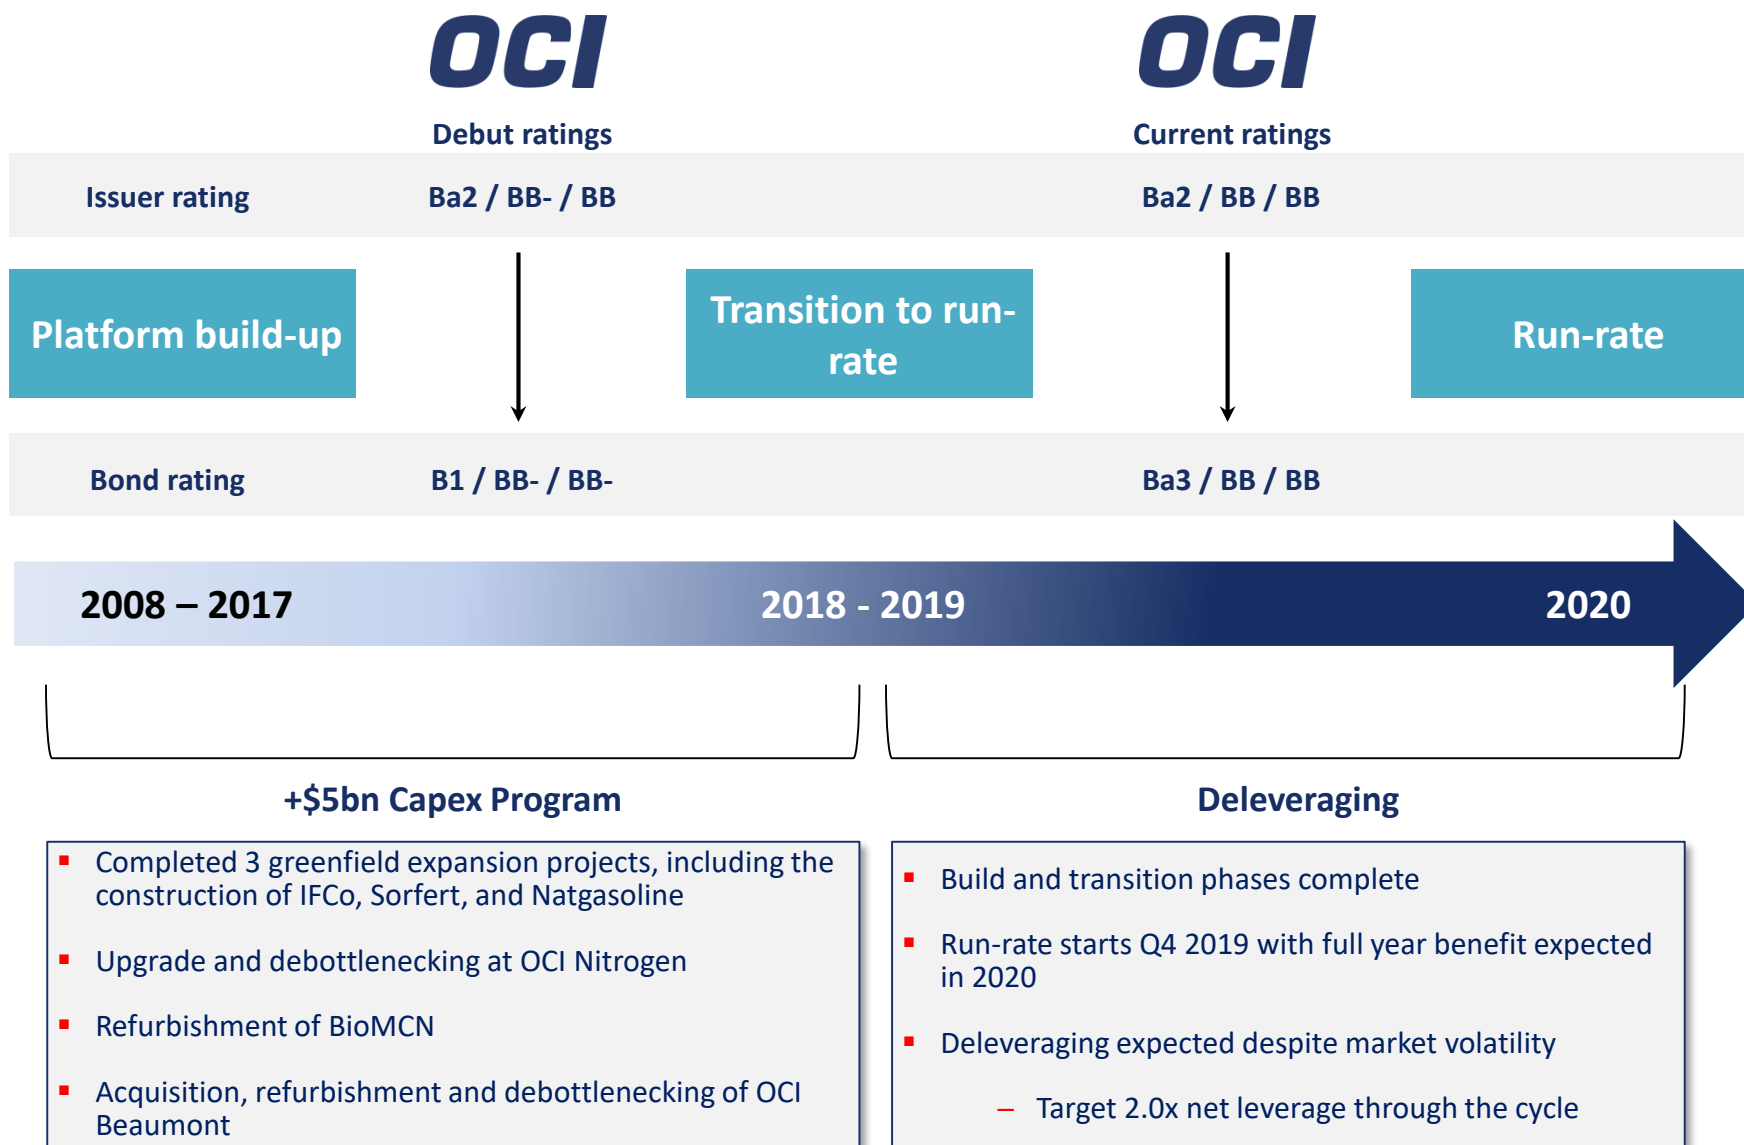 OCI
OCI
Debut ratings
Current ratings
Issuer rating
Ba2 / BB- / BB
Ba2 / BB / BB
Platform build-up
Transition to run-
rate
Run-rate
Bond rating
B1 / BB- / BB-
Ba3 / BB / BB
2008 – 2017
2018 - 2019
2020
+$5bn Capex Program
▪ Completed 3 greenfield expansion projects, including the
construction of IFCo, Sorfert, and Natgasoline
▪ Upgrade and debottlenecking at OCI Nitrogen
▪ Refurbishment of BioMCN
▪ Acquisition, refurbishment and debottlenecking of OCI
Beaumont
Deleveraging
▪ Build and transition phases complete
▪ Run-rate starts Q4 2019 with full year benefit expected
in 2020
▪ Deleveraging expected despite market volatility
– Target 2.0x net leverage through the cycle